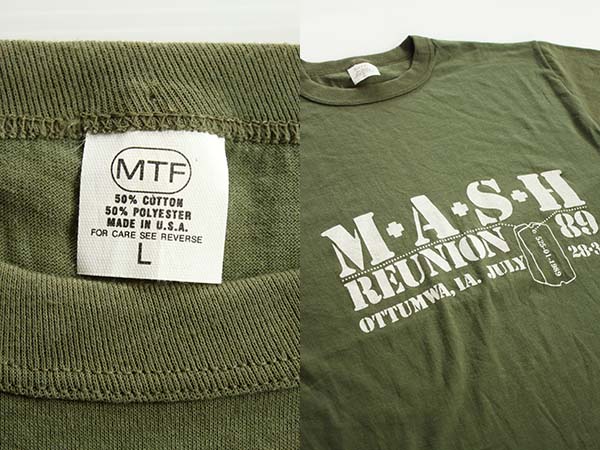 MTF
50% COTTON
50% POLYESTER
MADE IN U.S.A.
FOR CARE SEE REVERSE
L
M+A+S+H
REUNION 89
OTTUMWA, IA. JULY 28-3